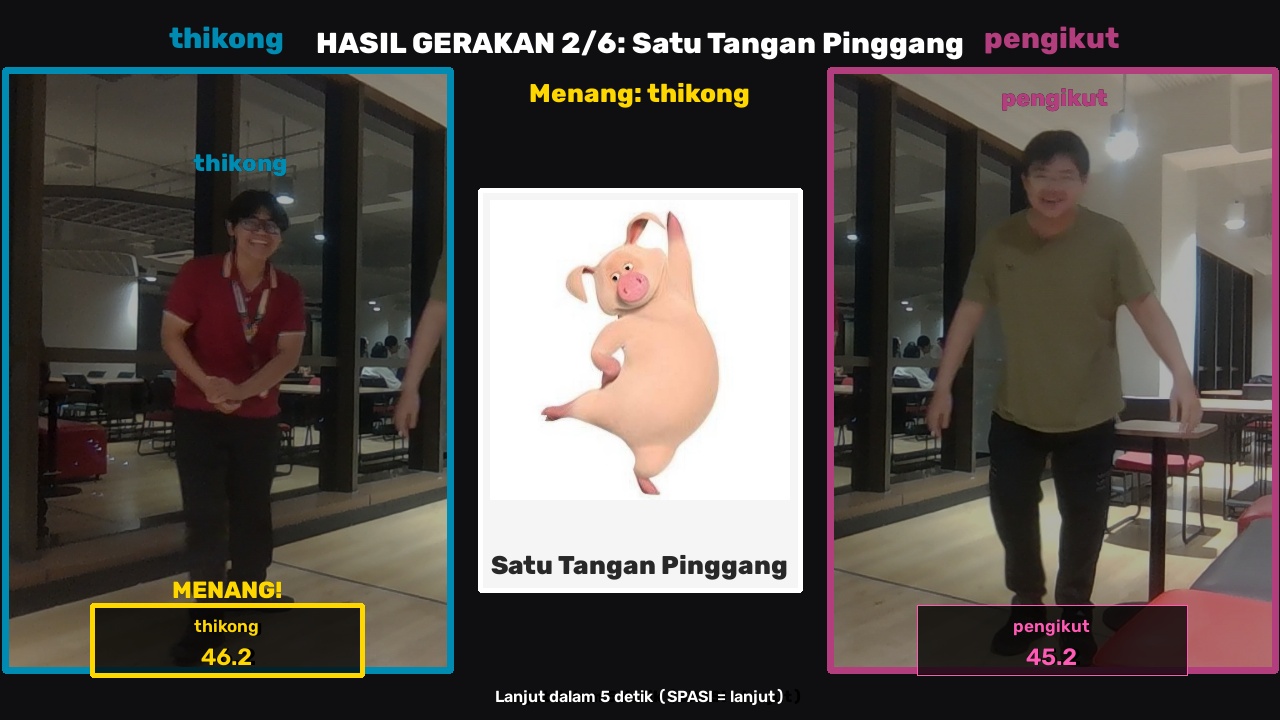 thikong
HASIL GERAKAN 2/6: Satu Tangan Pinggang
pengikut
Menang: thikong
thikong
pengikut
Satu Tangan Pinggang
MENANG!
thikong
46.2
pengikut
45.2
Lanjut dalam 5 detik (SPASI = lanjut)